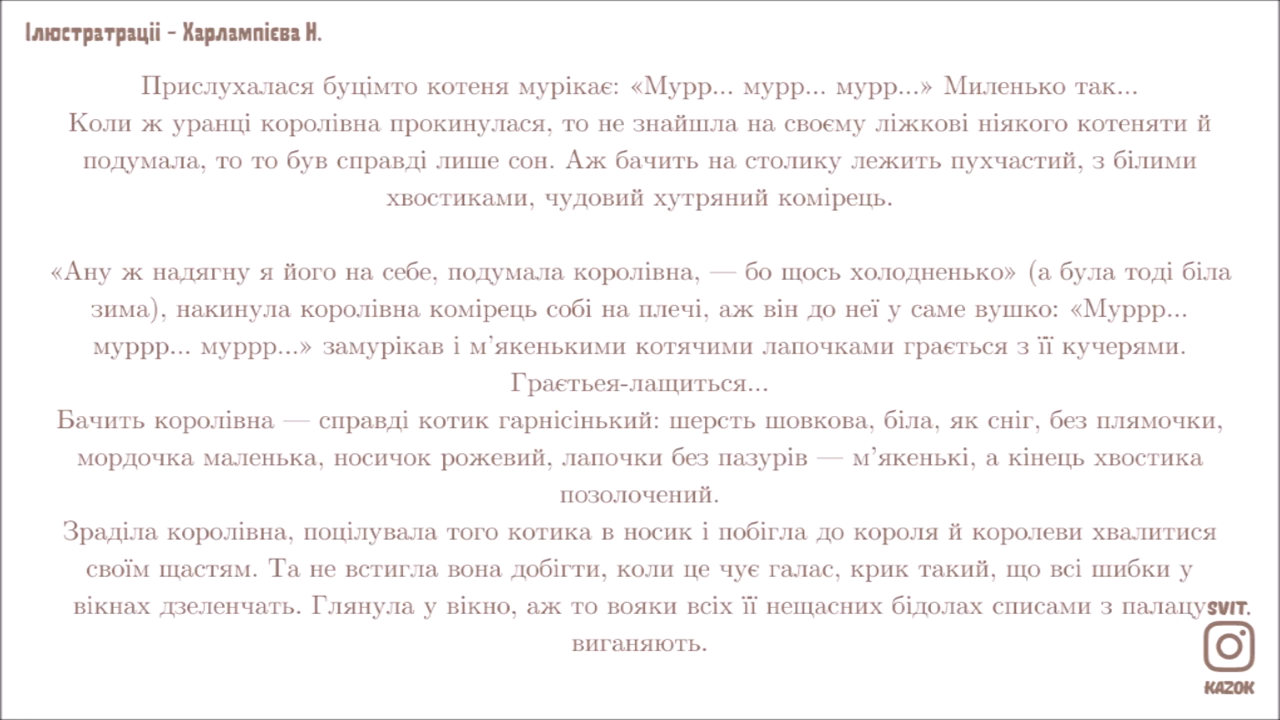 Ілюстратраціі - Харлампієва Н.
Прислухалася буцімто котеня мурікає: «Мурр... мурр... мурр...» Миленько так...
Коли ж уранці королівна прокинулася, то не знайшла на своєму ліжкові ніякого котеняти й
подумала, то то був справді лише сон. Аж бачить на столику лежить пухчастий, з білими
хвостиками, чудовий хутряний комірець.
«Ану ж надягну я його на себе, подумала королівна, — бо щось холодненько» (а була тоді біла
зима), накинула королівна комірець собі на плечі, аж він до неї у саме вушко: «Муррр...
муррр... муррр...» замурікав і м’якенькими котячими лапочками грається з її кучерями.
Граєтьея-лащиться...
Бачить королівна — справді котик гарнісінький: шерсть шовкова, біла, як сніг, без плямочки,
мордочка маленька, носичок рожевий, лапочки без пазурів — м’якенькі, а кінець хвостика
позолочений.
Зраділа королівна, поцілувала того котика в носик і побігла до короля й королеви хвалитися
своїм щастям. Та не встигла вона добігти, коли це чує галас, крик такий, що всі шибки у
вікнах дзеленчать. Глянула у вікно, аж то вояки всіх її нещасних бідолах списами з палацу
виганяють.
SVIT.
KAZOK